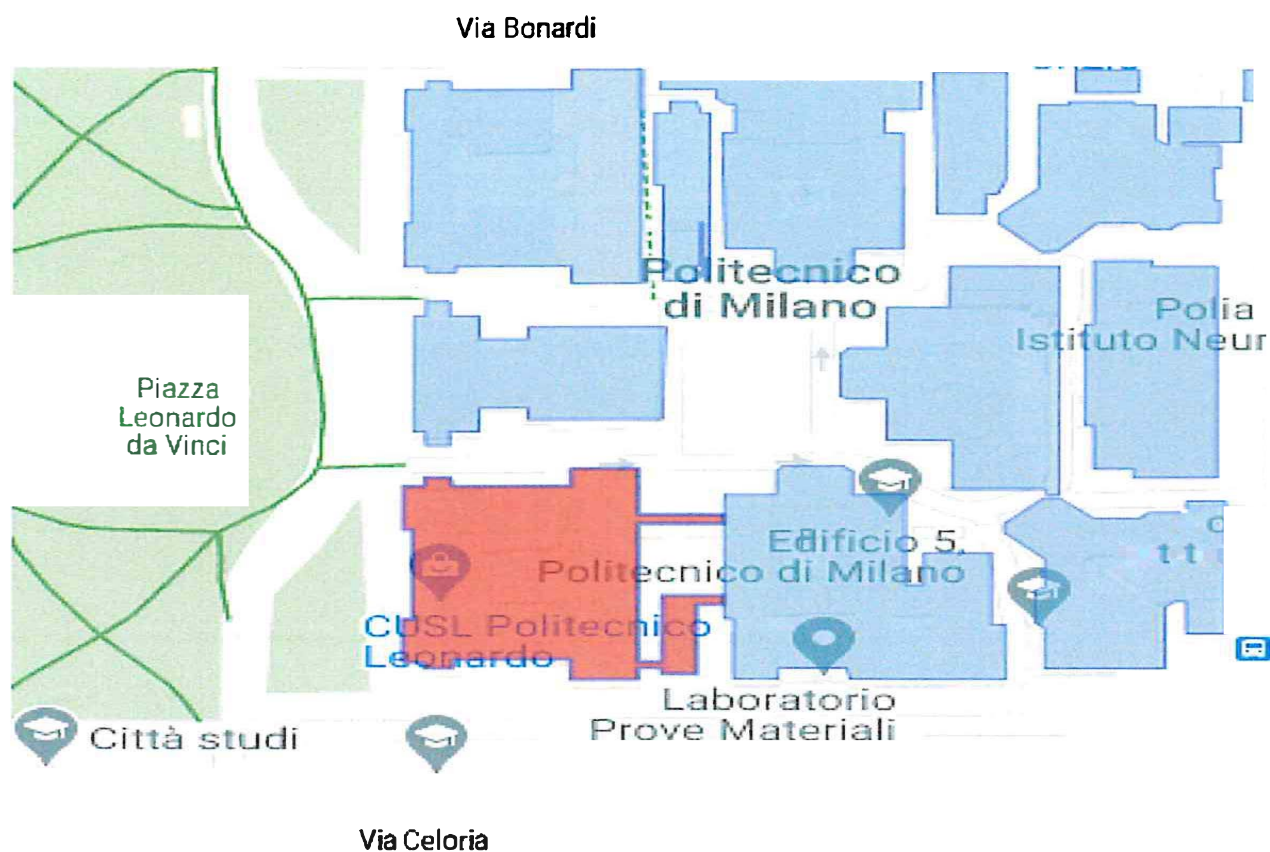 Via Bonardi
Politecnico
di Milano
Polia
Istituto Neur
Piazza
Leonardo
da Vinci
Edificio 5,
Politecnico di Milano
CUSL Politecnico
Leonardo
Laboratorio
Prove Materiali
Città studi
Via Celoria